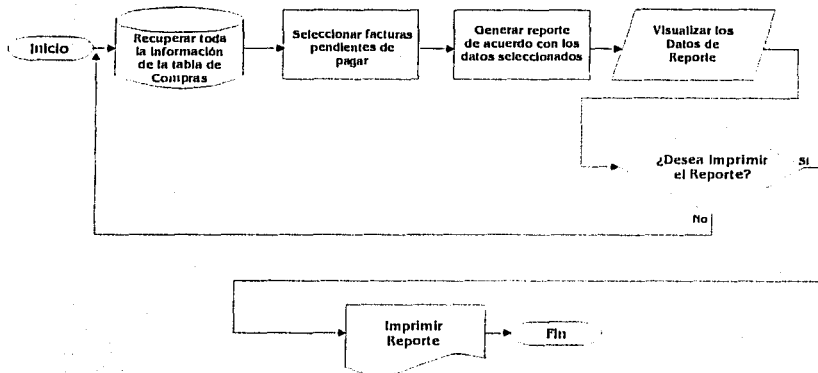 Inicio
Recuperar toda
la Información
de la tabla de
Compras
Seleccionar facturas
pendientes de
pagar
Generar reporte
de acuerdo con los
datos seleccionados
Visualizar los
Datos de
Reporte
¿Desea Imprimir
el Reporte?
Sí
No
Imprimir
Reporte
Fin